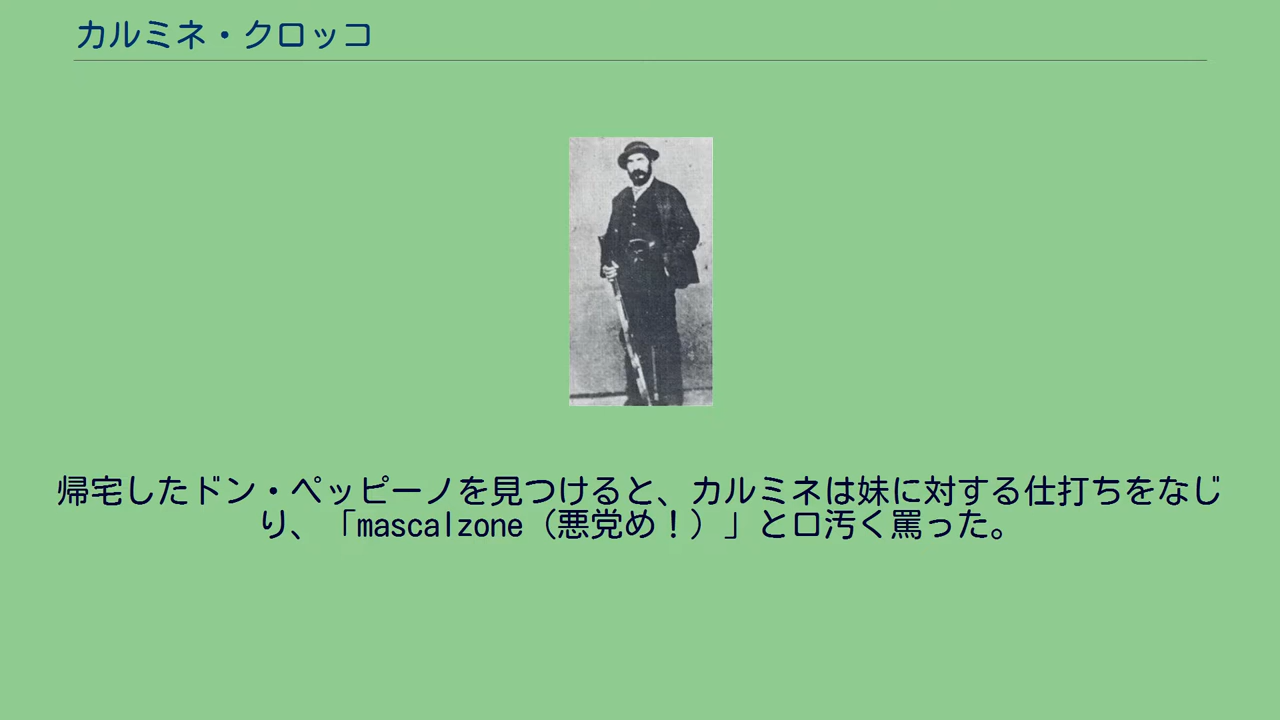 カルミネ・クロッコ
帰宅したドン・ペッピーノを見つけると、カルミネは妹に対する仕打ちをなじ
り、「mascalzone（悪党め！）」と口汚く罵った。